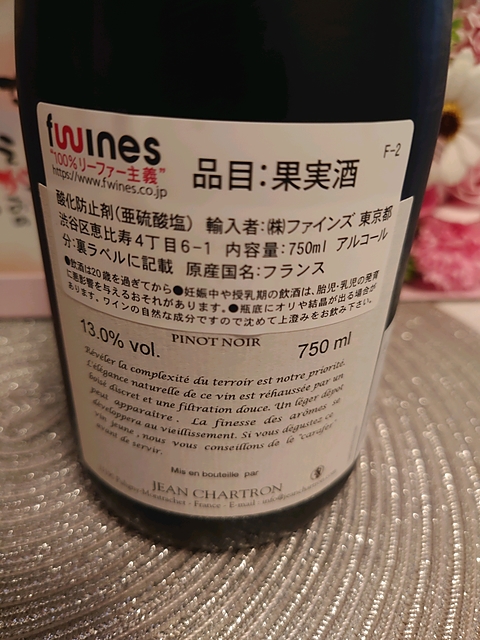 fwines
"100%リーファー主義"
https://www.fwines.co.jp
品目:果実酒
F-2
酸化防止剤(亜硫酸塩) 輸入者:㈱ファインズ 東京都
渋谷区恵比寿4丁目6-1 内容量:750ml アルコール
分:裏ラベルに記載 原産国名:フランス
●飲酒は20歳を過ぎてから●妊娠中や授乳期の飲酒は、胎児・乳児の発育
に悪影響を与えるおそれがあります。●瓶底にオリや結晶が出る場合が
あります。ワインの自然な成分ですので沈めて上澄みをお飲み下さい。
13.0% vol.
PINOT NOIR
750 ml
Révéler la complexité du terroir est notre priorité.
L'élégance naturelle de ce vin est réhaussée par un
boisé discret et une filtration douce. Un léger dépot
peut apparaître. La finesse des arômes se
développera au vieillissement. Si vous dégustez ce
vin jeune, nous vous conseillons de le "carafer"
avant de servir.
Mis en bouteille par
JEAN CHARTRON
Puligny-Montrachet - France - E-mail : info@